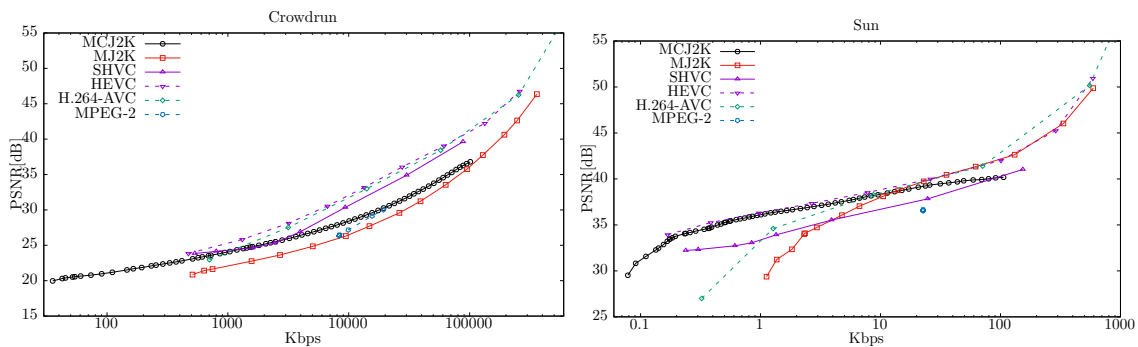 Crowdrun
PSNR[dB]
55
50
45
40
35
30
25
20
15
MCJ2K
MJ2K
SHVC
HEVC
H.264-AVC
MPEG-2
100 1000 10000 100000
Kbps
Sun
PSNR[dB]
55
50
45
40
35
30
25
MCJ2K
MJ2K
SHVC
HEVC
H.264-AVC
MPEG-2
0.1 1 10 100 1000
Kbps